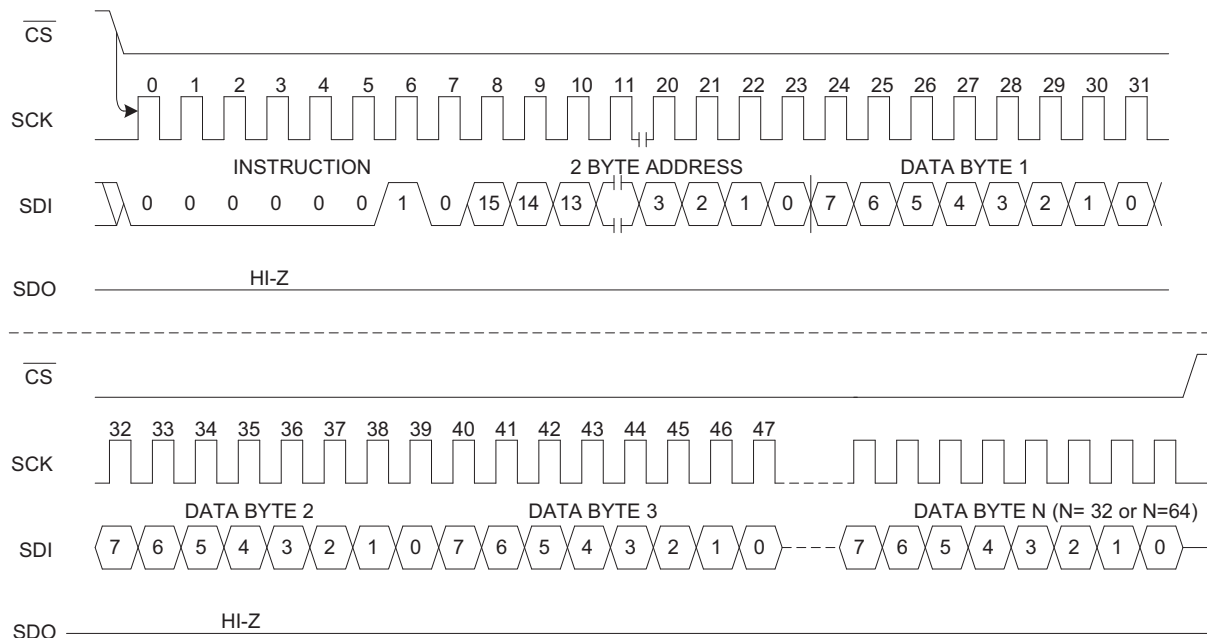 CS
0 1 2 3 4 5 6 7 8 9 10 11 20 21 22 23 24 25 26 27 28 29 30 31
SCK
INSTRUCTION 2 BYTE ADDRESS DATA BYTE 1
SDI 0 0 0 0 0 0 1 0 15 14 13 3 2 1 0 7 6 5 4 3 2 1 0
HI-Z
SDO
CS
32 33 34 35 36 37 38 39 40 41 42 43 44 45 46 47
SCK
DATA BYTE 2 DATA BYTE 3 DATA BYTE N (N= 32 or N=64)
SDI 7 6 5 4 3 2 1 0 7 6 5 4 3 2 1 0 7 6 5 4 3 2 1 0
HI-Z
SDO